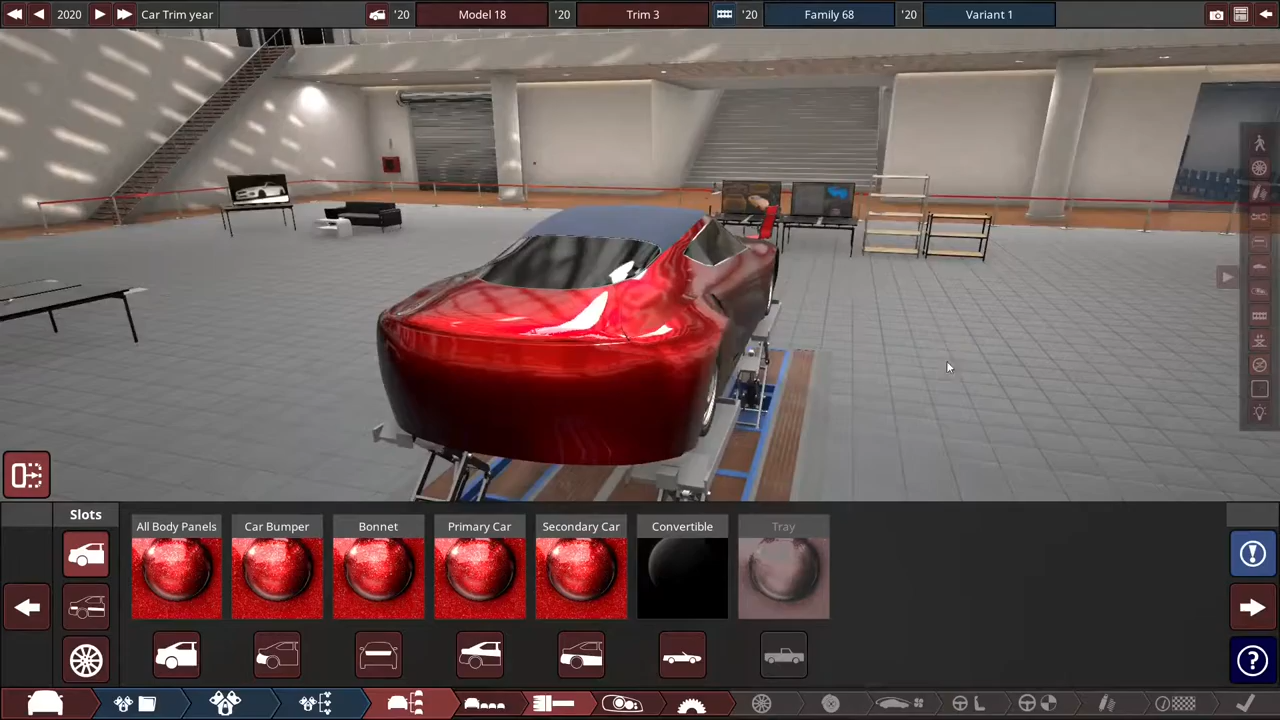 2020 Car Trim year '20 Model 18 '20 Trim 3 '20 Family 68 '20 Variant 1
Slots
All Body Panels Car Bumper Bonnet Primary Car Secondary Car Convertible Tray